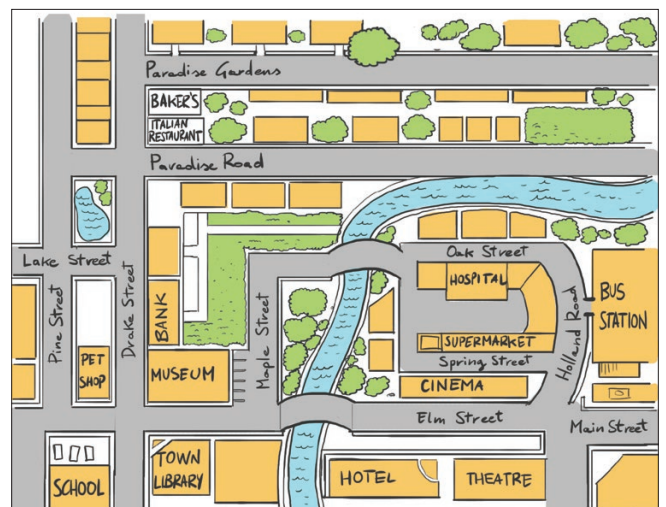 Paradise Gardens
BAKER'S
ITALIAN
RESTAURANT
Paradise Road
Lake Street
Oak Street
Pine Street
Drake Street
BANK
Maple Street
HOSPITAL
Holland Road
BUS
STATION
SUPERMARKET
Spring Street
PET
SHOP
MUSEUM
CINEMA
Elm Street
Main Street
TOWN
LIBRARY
HOTEL
THEATRE
SCHOOL